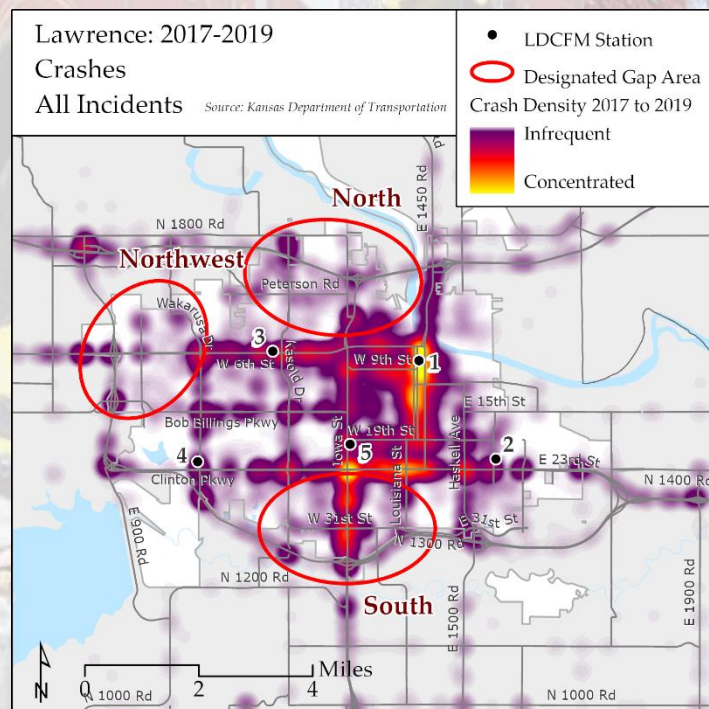 Lawrence: 2017-2019
Crashes
All Incidents
Source: Kansas Department of Transportation
LDCFM Station
Designated Gap Area
Crash Density 2017 to 2019
Infrequent
Concentrated
North
E 1450 Rd
N 1800 Rd
Northwest
Peterson Rd
Wakarusa Dr
3
Kasold Dr
W 6th St
W 9th St
1
E 15th St
Bob Billings Pkwy
Iowa St
W 19th St
Haskell Ave
2
4
5
E 23rd St
Clinton Pkwy
Louisiana St
N 1400 Rd
W 31st St
E 31st St
E 900 Rd
N 1300 Rd
N 1200 Rd
South
E 1500 Rd
E 1900 Rd
Miles
N
0
2
4
N 1000 Rd
N 1000 Rd